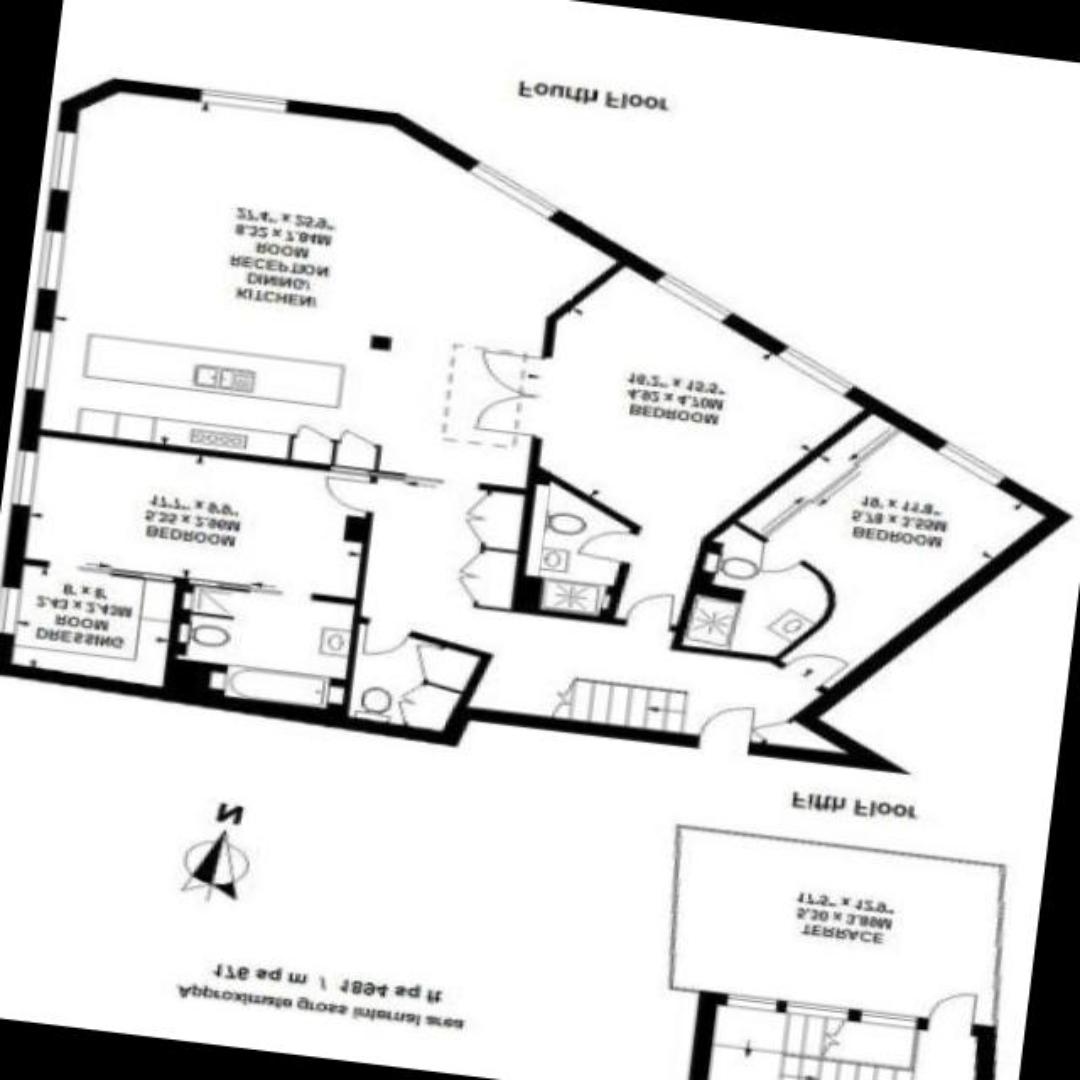 Approximate gross internal area
176 sq m / 1894 sq ft
TERRACE
5.30 x 3.89M
17'5" x 12'9"
N
Fifth Floor
DRESSING
ROOM
2.43 x 2.43M
8' x 8'
BEDROOM
5.35 x 2.96M
17'7" x 9'9"
BEDROOM
5.78 x 3.55M
19' x 11'8"
BEDROOM
4.92 x 4.70M
16'2" x 15'5"
KITCHEN/
DINING/
RECEPTION
ROOM
8.32 x 7.84M
27'4" x 25'9"
Fourth Floor